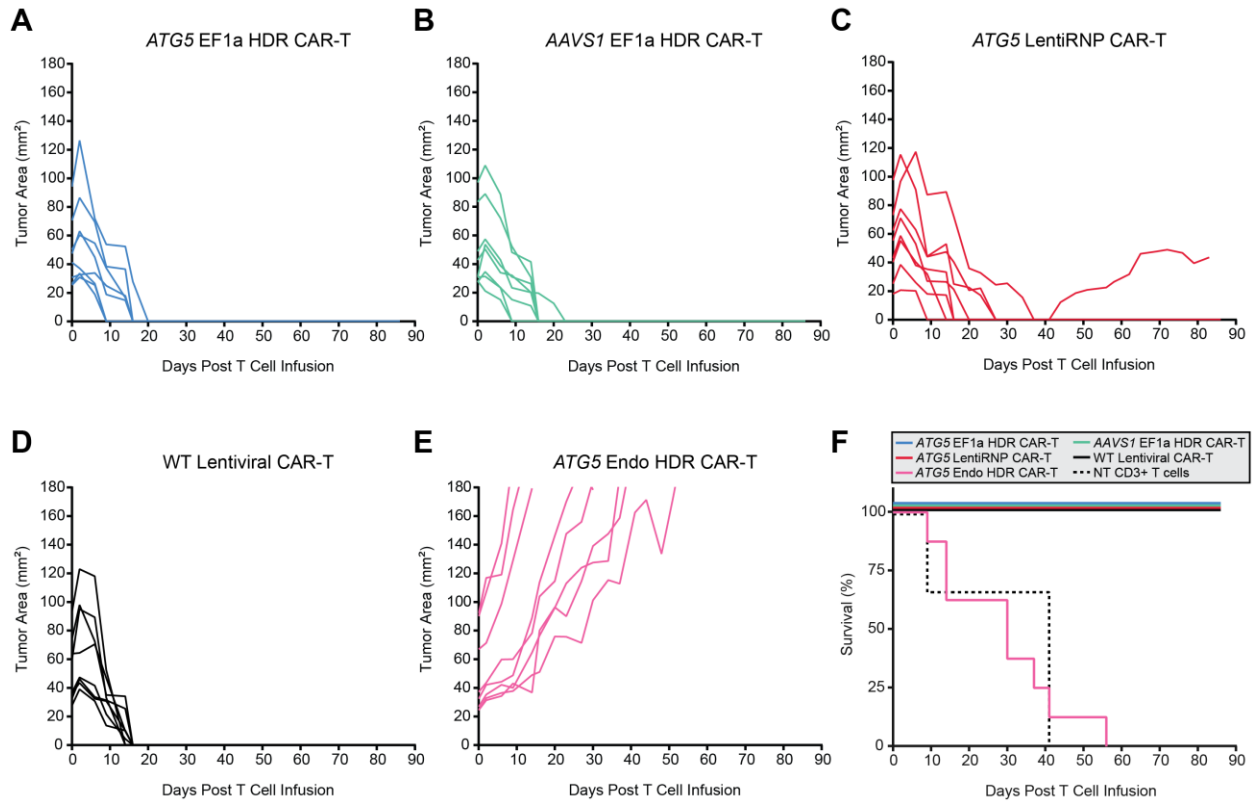 A
ATG5 EF1a HDR CAR-T
180
160
140
120
100
80
60
40
20
0
Tumor Area (mm²)
0 10 20 30 40 50 60 70 80 90
Days Post T Cell Infusion
B
AAVS1 EF1a HDR CAR-T
180
160
140
120
100
80
60
40
20
0
Tumor Area (mm²)
0 10 20 30 40 50 60 70 80 90
Days Post T Cell Infusion
C
ATG5 LentiRNP CAR-T
180
160
140
120
100
80
60
40
20
0
Tumor Area (mm²)
0 10 20 30 40 50 60 70 80 90
Days Post T Cell Infusion
D
WT Lentiviral CAR-T
180
160
140
120
100
80
60
40
20
0
Tumor Area (mm²)
0 10 20 30 40 50 60 70 80 90
Days Post T Cell Infusion
E
ATG5 Endo HDR CAR-T
180
160
140
120
100
80
60
40
20
0
Tumor Area (mm²)
0 10 20 30 40 50 60 70 80 90
Days Post T Cell Infusion
F
ATG5 EF1a HDR CAR-T AAVS1 EF1a HDR CAR-T
ATG5 LentiRNP CAR-T WT Lentiviral CAR-T
ATG5 Endo HDR CAR-T NT CD3+ T cells
100
75
50
25
0
Survival (%)
0 10 20 30 40 50 60 70 80 90
Days Post T Cell Infusion